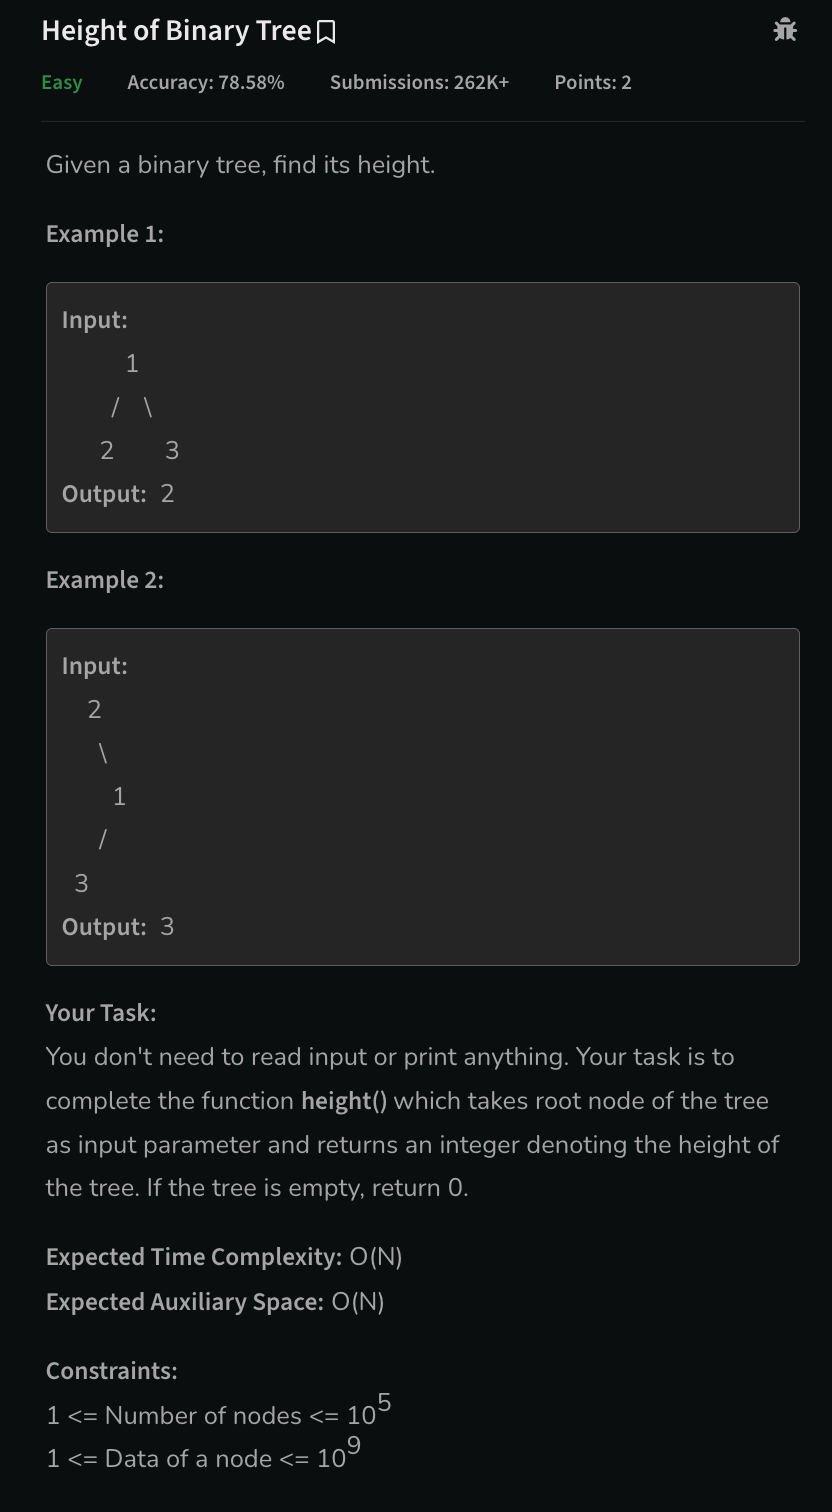 Height of Binary Tree
Easy Accuracy: 78.58% Submissions: 262K+ Points: 2
Given a binary tree, find its height.
Example 1:
Input:
1
/ \
2 3
Output: 2
Example 2:
Input:
2
\
1
/
3
Output: 3
Your Task:
You don't need to read input or print anything. Your task is to
complete the function height() which takes root node of the tree
as input parameter and returns an integer denoting the height of
the tree. If the tree is empty, return 0.
Expected Time Complexity: O(N)
Expected Auxiliary Space: O(N)
Constraints:
1 <= Number of nodes <= 10^5
1 <= Data of a node <= 10^9